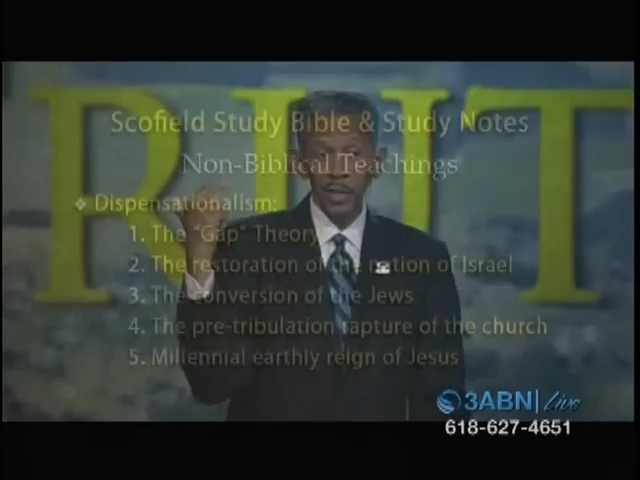 TRUT
Scofield Study Bible & Study Notes
Non-Biblical Teachings
❖ Dispensationalism:
1. The "Gap" Theory
2. The restoration of the nation of Israel
3. The conversion of the Jews
4. The pre-tribulation rapture of the church
5. Millennial earthly reign of Jesus
3ABN| Live
618-627-4651